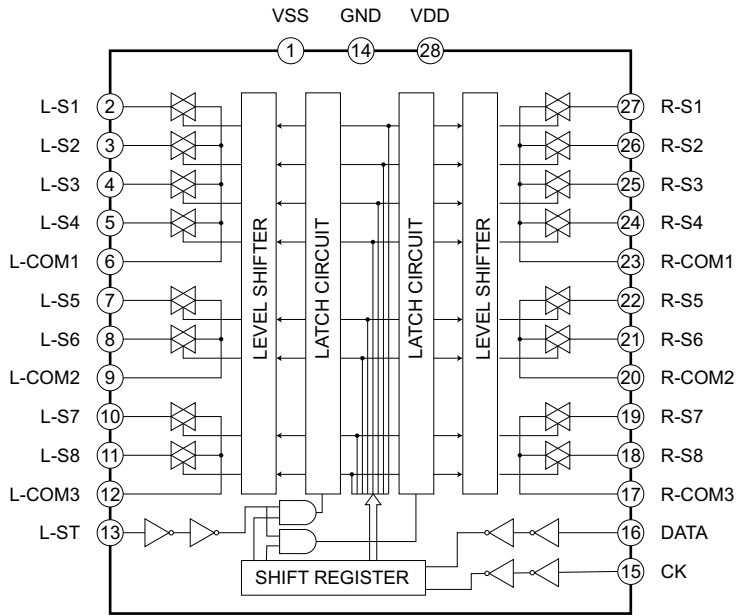 VSS GND VDD
1 14 28
L-S1 2 27 R-S1
L-S2 3 26 R-S2
L-S3 4 25 R-S3
L-S4 5 24 R-S4
L-COM1 6 23 R-COM1
L-S5 7 22 R-S5
L-S6 8 21 R-S6
L-COM2 9 20 R-COM2
L-S7 10 19 R-S7
L-S8 11 18 R-S8
L-COM3 12 17 R-COM3
L-ST 13 16 DATA
15 CK
LEVEL SHIFTER
LATCH CIRCUIT
LATCH CIRCUIT
LEVEL SHIFTER
SHIFT REGISTER